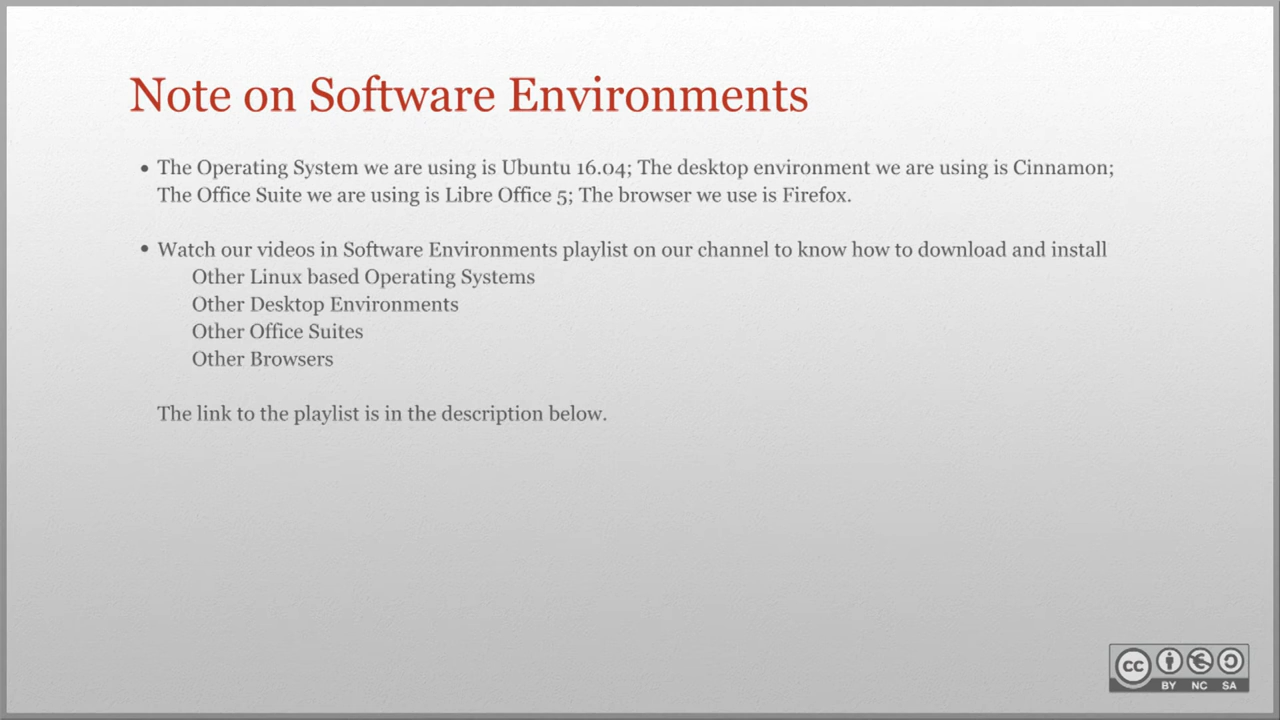 Note on Software Environments
• The Operating System we are using is Ubuntu 16.04; The desktop environment we are using is Cinnamon;
The Office Suite we are using is Libre Office 5; The browser we use is Firefox.
• Watch our videos in Software Environments playlist on our channel to know how to download and install
Other Linux based Operating Systems
Other Desktop Environments
Other Office Suites
Other Browsers
The link to the playlist is in the description below.
cc
BY NC SA